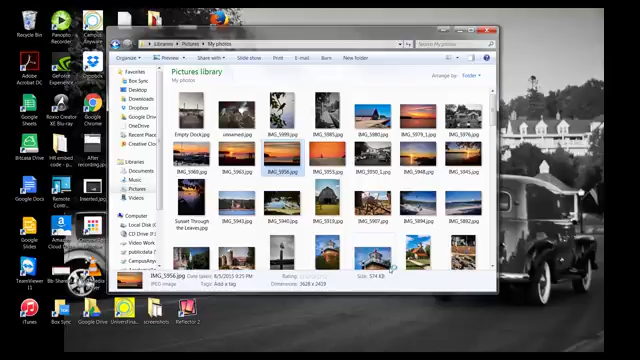 Recycle Bin
Panopto Recorder
Campus Anyware
Adobe Acrobat DC
GeForce Experience
Dropbox
Google Sheets
Roxio Creator XE Blu-ray
Chrome
Bitcasa Drive
HR embed code
After recording
Google Docs
Inserted.jpg
Google Slides
TeamViewer 11
iTunes
Box Sync
Google Drive
screenshots
Reflector 2
Libraries
Pictures
My photos
Search My photos
Organize
Preview
Share with
Slide show
Print
E-mail
Burn
New folder
Favorites
Box Sync
Desktop
Downloads
Dropbox
Google Drive
OneDrive
Recent Place
Creative Clo
Libraries
Documents
Music
Pictures
Videos
Computer
Local Disk (
CD Drive (
Video Work (
publicdata (
CampusAny
Pictures library
My photos
Arrange by: Folder
Empty Dock.jpg
unnamed.jpg
IMG_5999.jpg
IMG_5985.jpg
IMG_5980.jpg
IMG_5979_1.jpg
IMG_5976.jpg
IMG_5969.jpg
IMG_5963.jpg
IMG_5956.jpg
IMG_5955.jpg
IMG_5950_1.jpg
IMG_5948.jpg
IMG_5945.jpg
Sunset Through the Leaves.jpg
IMG_5943.jpg
IMG_5940.jpg
IMG_5919.jpg
IMG_5907.jpg
IMG_5894.jpg
IMG_5892.jpg
IMG_5956.jpg
Date taken: 8/5/2015 9:25 PM
Rating:
Size: 574 KB
JPEG image
Tags: Add a tag
Dimensions: 3628 x 2419